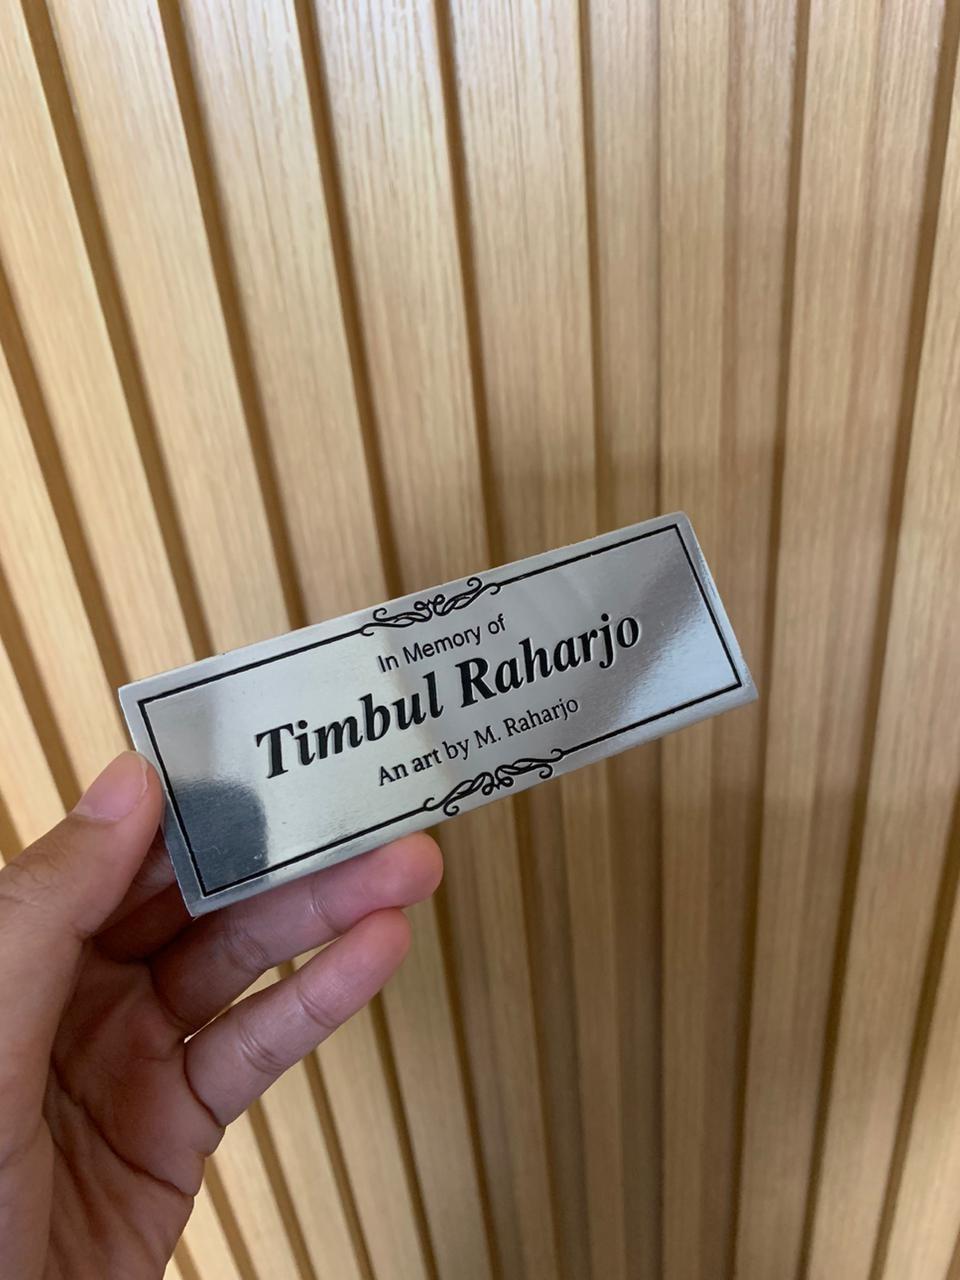 In Memory of
Timbul Raharjo
An art by M. Raharjo